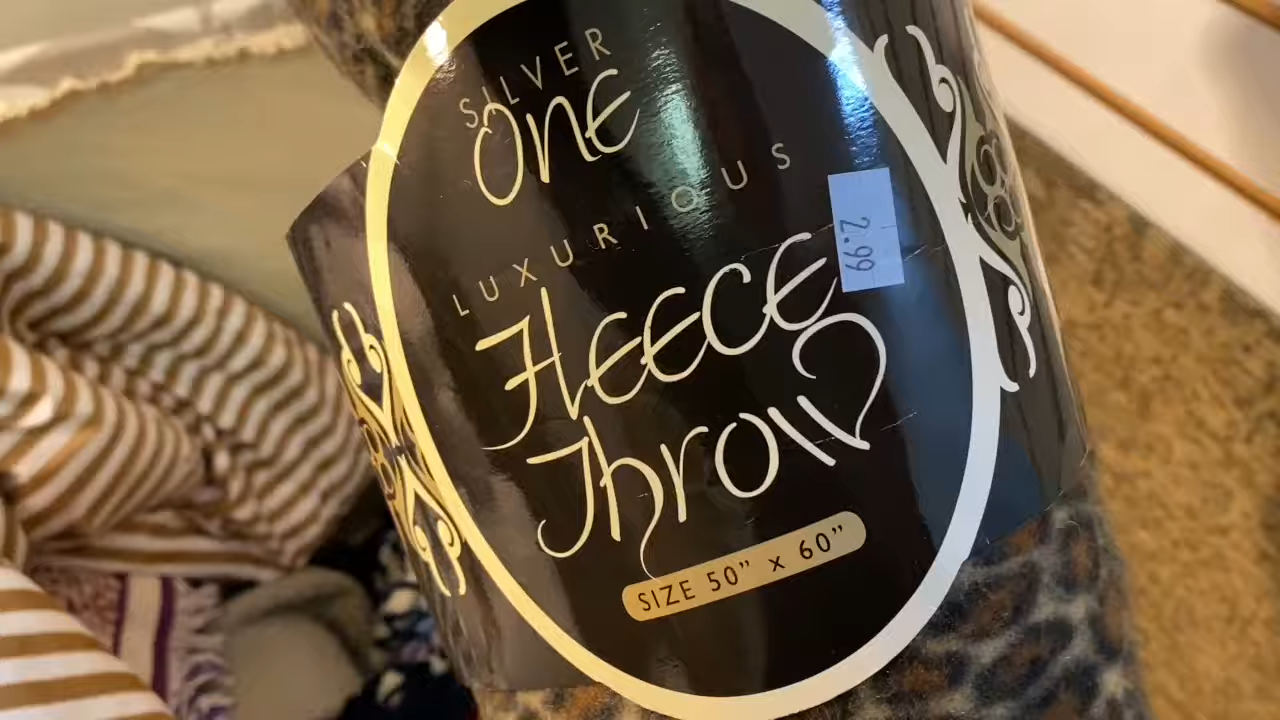 SILVER
ONE
LUXURIOUS
FLEECE
Throw
SIZE 50” x 60”
2.99